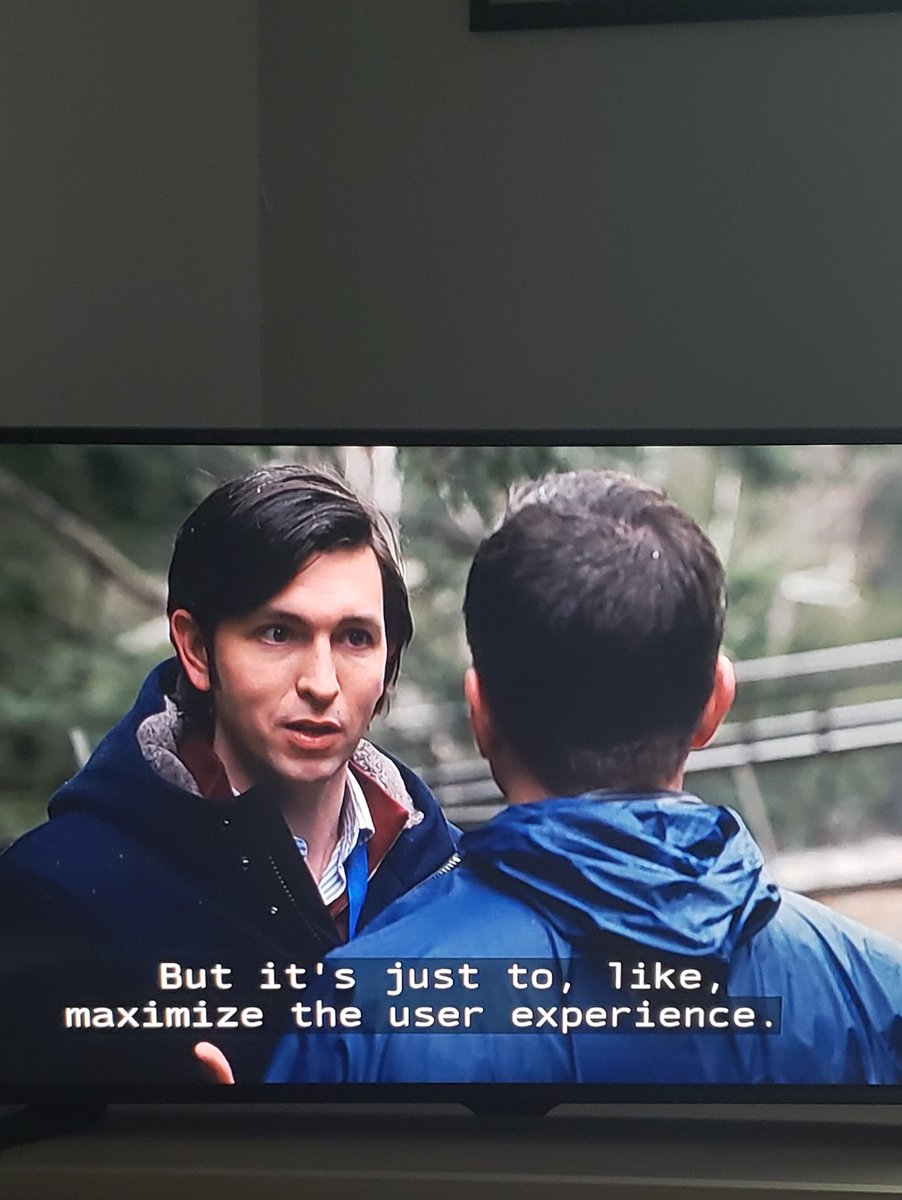 But it's just to, like,
maximize the user experience.